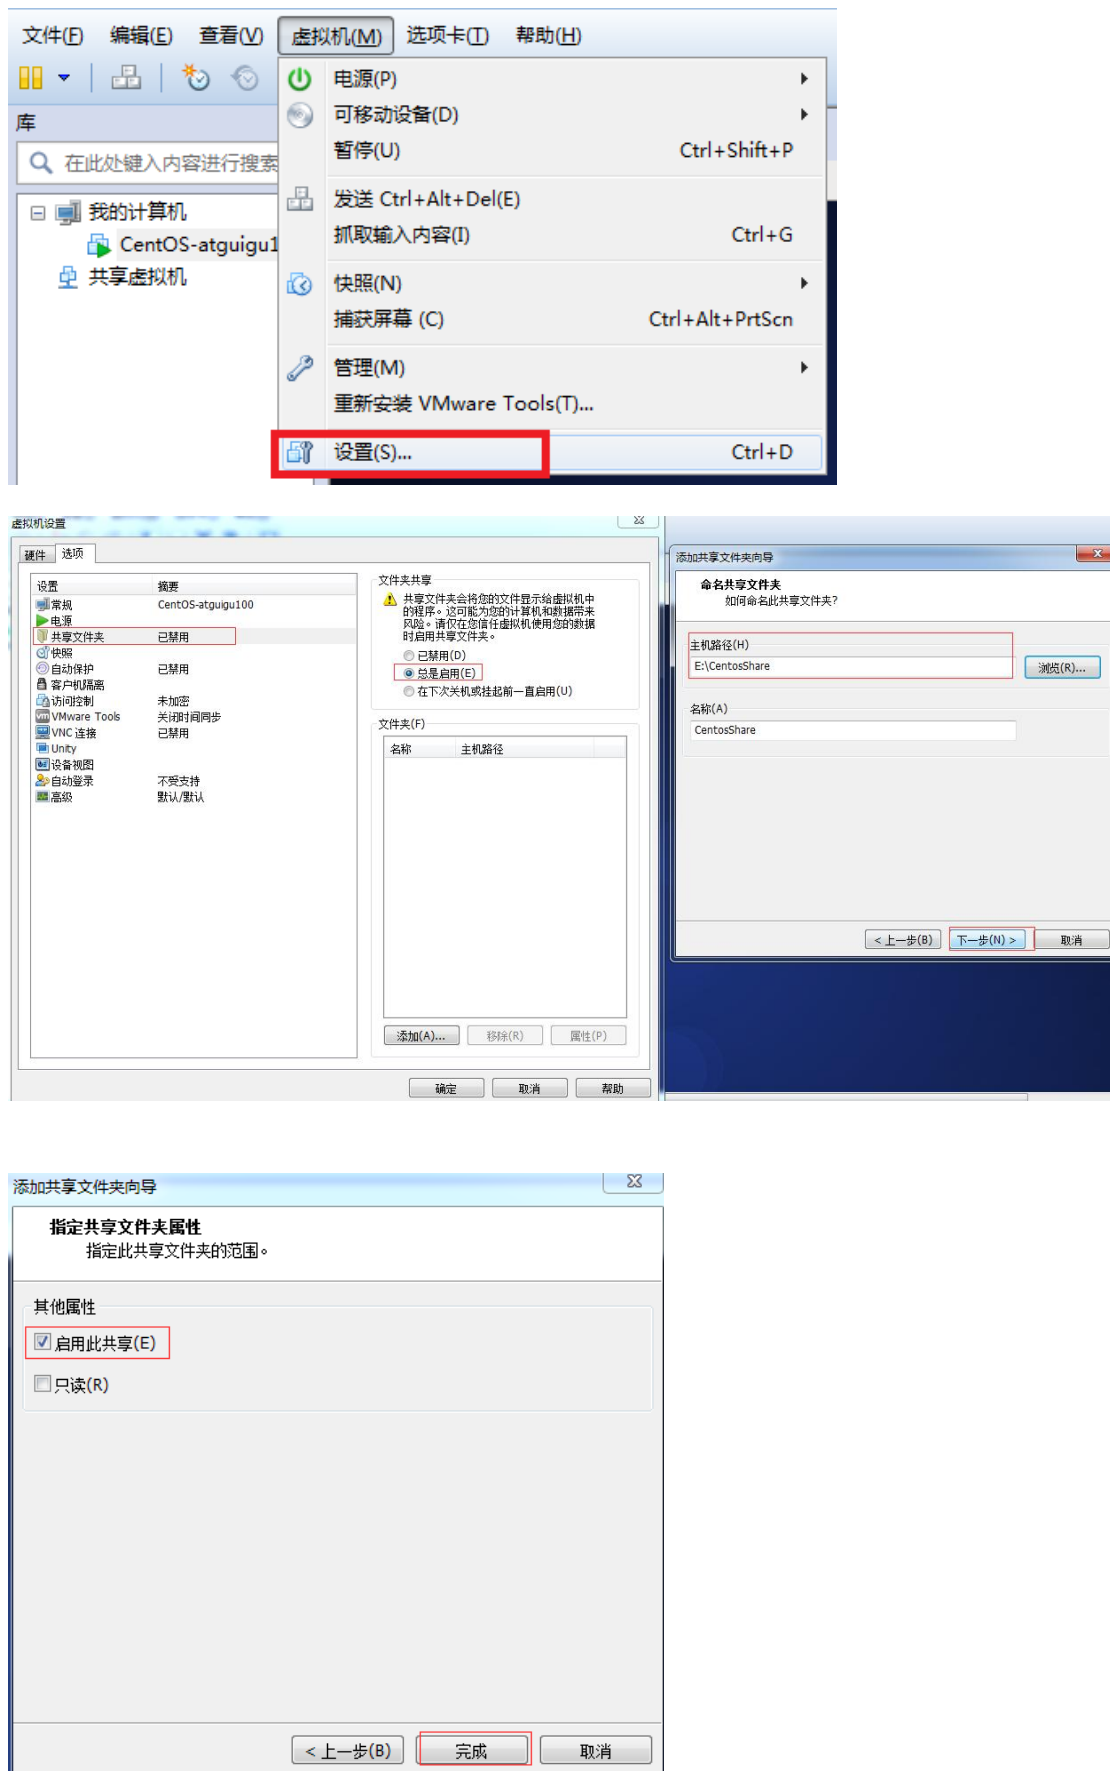 文件(F) 编辑(E) 查看(V) 虚拟机(M) 选项卡(T) 帮助(H)
库
在此处键入内容进行搜索
我的计算机
CentOS-atguigu1
共享虚拟机
电源(P)
可移动设备(D)
暂停(U) Ctrl+Shift+P
发送 Ctrl+Alt+Del(E)
抓取输入内容(I) Ctrl+G
快照(N)
捕获屏幕 (C) Ctrl+Alt+PrtScn
管理(M)
重新安装 VMware Tools(T)...
设置(S)... Ctrl+D
虚拟机设置
硬件 选项
设置 摘要
常规 CentOS-atguigu100
电源
共享文件夹 已禁用
快照
自动保护 已禁用
客户机隔离
访问控制 未加密
VMware Tools 关闭时间同步
VNC 连接 已禁用
Unity
设备视图
自动登录 不受支持
高级 默认/默认
文件夹共享
共享文件夹会将您的文件显示给虚拟机中
的程序。这可能为您的计算机和数据带来
风险。请仅在您信任虚拟机使用您的数据
时启用共享文件夹。
已禁用(D)
总是启用(E)
在下次关机或挂起前一直启用(U)
文件夹(F)
名称 主机路径
添加(A)... 移除(R) 属性(P)
确定 取消 帮助
添加共享文件夹向导
命名共享文件夹
如何命名此共享文件夹?
主机路径(H)
E:\CentosShare 浏览(R)...
名称(A)
CentosShare
< 上一步(B) 下一步(N) > 取消
添加共享文件夹向导
指定共享文件夹属性
指定此共享文件夹的范围。
其他属性
启用此共享(E)
只读(R)
< 上一步(B) 完成 取消